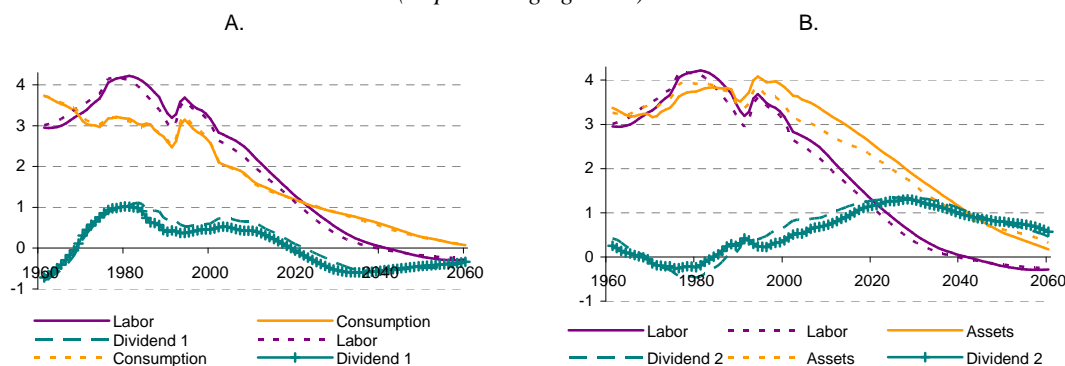 A.
B.
4
3
2
1
0
-1
1960 1980 2000 2020 2040 2060
Labor Consumption
Dividend 1 Labor
Consumption Dividend 1
4
3
2
1
0
-1
1960 1980 2000 2020 2040 2060
Labor Labor Assets
Dividend 2 Assets Dividend 2